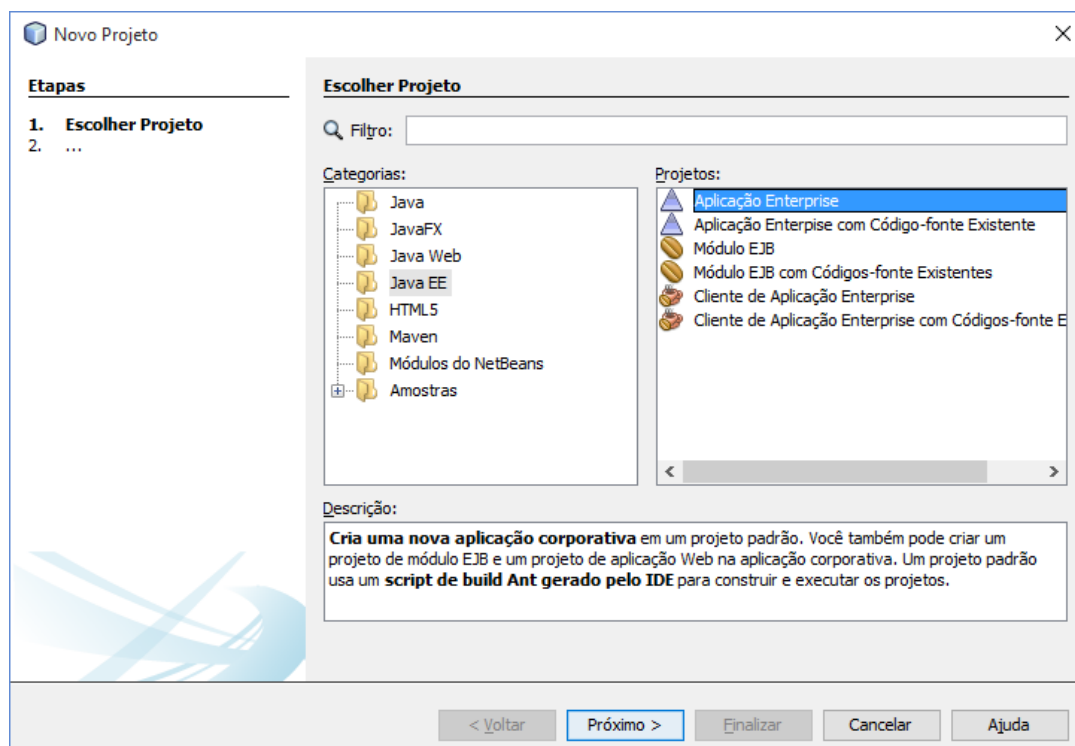 Novo Projeto
Etapas
1. Escolher Projeto
2. ...
Escolher Projeto
Filtro:
Categorias:
Java
JavaFX
Java Web
Java EE
HTML5
Maven
Módulos do NetBeans
Amostras
Projetos:
Aplicação Enterprise
Aplicação Enterpise com Código-fonte Existente
Módulo EJB
Módulo EJB com Códigos-fonte Existentes
Cliente de Aplicação Enterprise
Cliente de Aplicação Enterprise com Códigos-fonte E
Descrição:
Cria uma nova aplicação corporativa em um projeto padrão. Você também pode criar um
projeto de módulo EJB e um projeto de aplicação Web na aplicação corporativa. Um projeto padrão
usa um script de build Ant gerado pelo IDE para construir e executar os projetos.
< Voltar Próximo > Finalizar Cancelar Ajuda